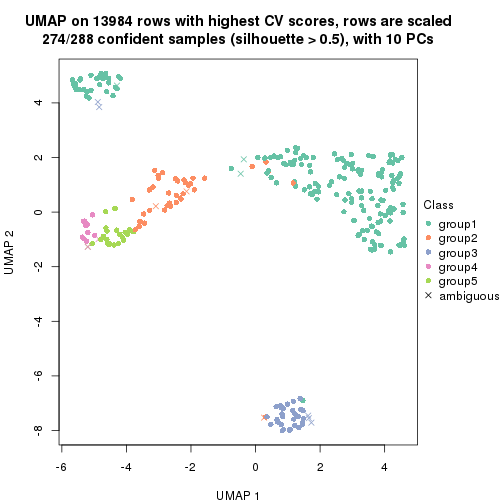 UMAP on 13984 rows with highest CV scores, rows are scaled
274/288 confident samples (silhouette > 0.5), with 10 PCs
4
2
0
-2
-4
-6
-8
UMAP 2
-6
-4
-2
0
2
4
UMAP 1
Class
group1
group2
group3
group4
group5
ambiguous